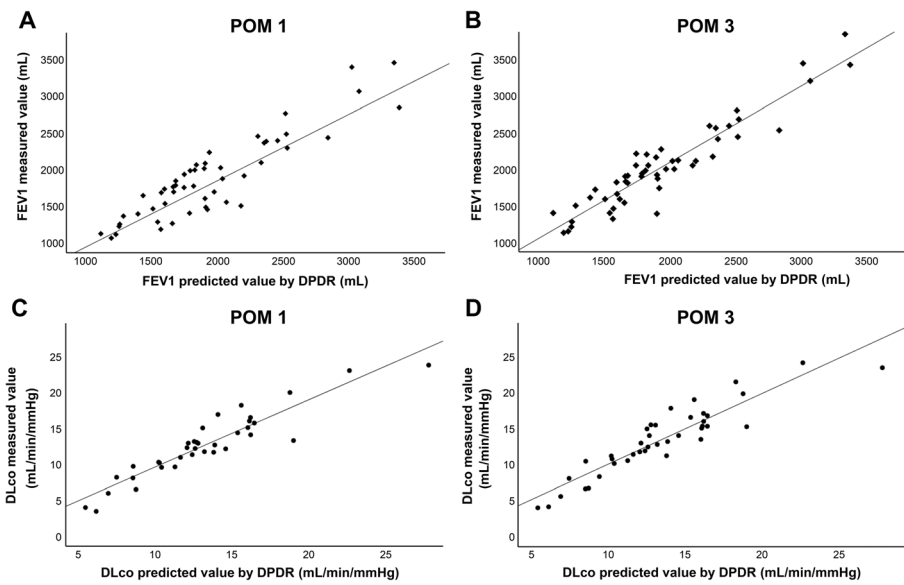 A
POM 1
FEV1 measured value (mL)
3500
3000
2500
2000
1500
1000
1000 1500 2000 2500 3000 3500
FEV1 predicted value by DPDR (mL)
B
POM 3
FEV1 measured value (mL)
3500
3000
2500
2000
1500
1000
1000 1500 2000 2500 3000 3500
FEV1 predicted value by DPDR (mL)
C
POM 1
DLco measured value
(mL/min/mmHg)
25
20
15
10
5
0
5 10 15 20 25
DLco predicted value by DPDR (mL/min/mmHg)
D
POM 3
DLco measured value
(mL/min/mmHg)
25
20
15
10
5
0
5 10 15 20 25
DLco predicted value by DPDR (mL/min/mmHg)